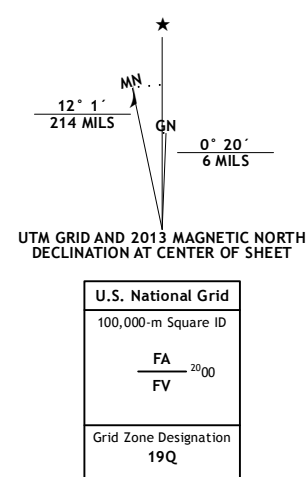 ★
MN
GN
12° 1´
214 MILS
0° 20´
6 MILS
UTM GRID AND 2013 MAGNETIC NORTH
DECLINATION AT CENTER OF SHEET
U.S. National Grid
100,000-m Square ID
FA
2000
FV
Grid Zone Designation
19Q